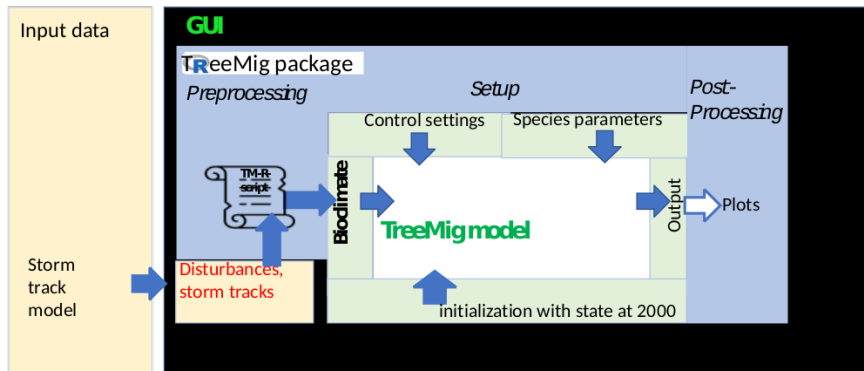 Input data
GUI
TReeMig package
Preprocessing
Setup
Post-
Processing
Control settings
Species parameters
TM-R-
script
Bioclimate
TreeMig model
Output
Plots
Storm
track
model
Disturbances,
storm tracks
initialization with state at 2000